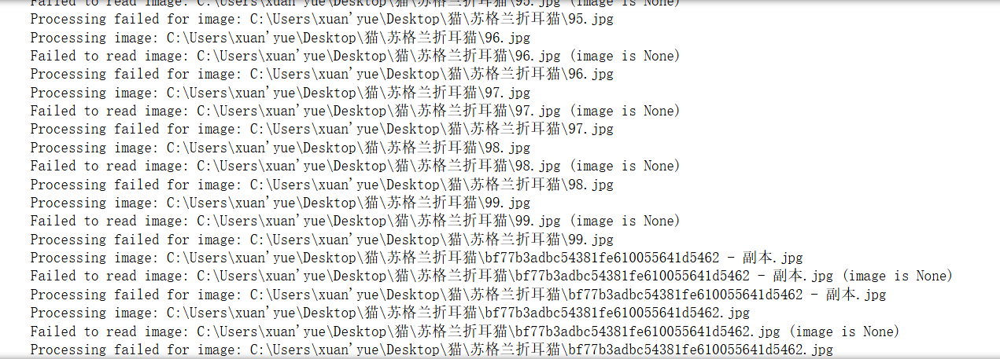 Failed to read image: C:\Users\xuan'yue\Desktop\猫\苏格兰折耳猫\95.jpg (image is None)
Processing failed for image: C:\Users\xuan'yue\Desktop\猫\苏格兰折耳猫\95.jpg
Processing image: C:\Users\xuan'yue\Desktop\猫\苏格兰折耳猫\96.jpg
Failed to read image: C:\Users\xuan'yue\Desktop\猫\苏格兰折耳猫\96.jpg (image is None)
Processing failed for image: C:\Users\xuan'yue\Desktop\猫\苏格兰折耳猫\96.jpg
Processing image: C:\Users\xuan'yue\Desktop\猫\苏格兰折耳猫\97.jpg
Failed to read image: C:\Users\xuan'yue\Desktop\猫\苏格兰折耳猫\97.jpg (image is None)
Processing failed for image: C:\Users\xuan'yue\Desktop\猫\苏格兰折耳猫\97.jpg
Processing image: C:\Users\xuan'yue\Desktop\猫\苏格兰折耳猫\98.jpg
Failed to read image: C:\Users\xuan'yue\Desktop\猫\苏格兰折耳猫\98.jpg (image is None)
Processing failed for image: C:\Users\xuan'yue\Desktop\猫\苏格兰折耳猫\98.jpg
Processing image: C:\Users\xuan'yue\Desktop\猫\苏格兰折耳猫\99.jpg
Failed to read image: C:\Users\xuan'yue\Desktop\猫\苏格兰折耳猫\99.jpg (image is None)
Processing failed for image: C:\Users\xuan'yue\Desktop\猫\苏格兰折耳猫\99.jpg
Processing image: C:\Users\xuan'yue\Desktop\猫\苏格兰折耳猫\bf77b3adbc54381fe610055641d5462 - 副本.jpg
Failed to read image: C:\Users\xuan'yue\Desktop\猫\苏格兰折耳猫\bf77b3adbc54381fe610055641d5462 - 副本.jpg (image is None)
Processing failed for image: C:\Users\xuan'yue\Desktop\猫\苏格兰折耳猫\bf77b3adbc54381fe610055641d5462 - 副本.jpg
Processing image: C:\Users\xuan'yue\Desktop\猫\苏格兰折耳猫\bf77b3adbc54381fe610055641d5462.jpg
Failed to read image: C:\Users\xuan'yue\Desktop\猫\苏格兰折耳猫\bf77b3adbc54381fe610055641d5462.jpg (image is None)
Processing failed for image: C:\Users\xuan'yue\Desktop\猫\苏格兰折耳猫\bf77b3adbc54381fe610055641d5462.jpg